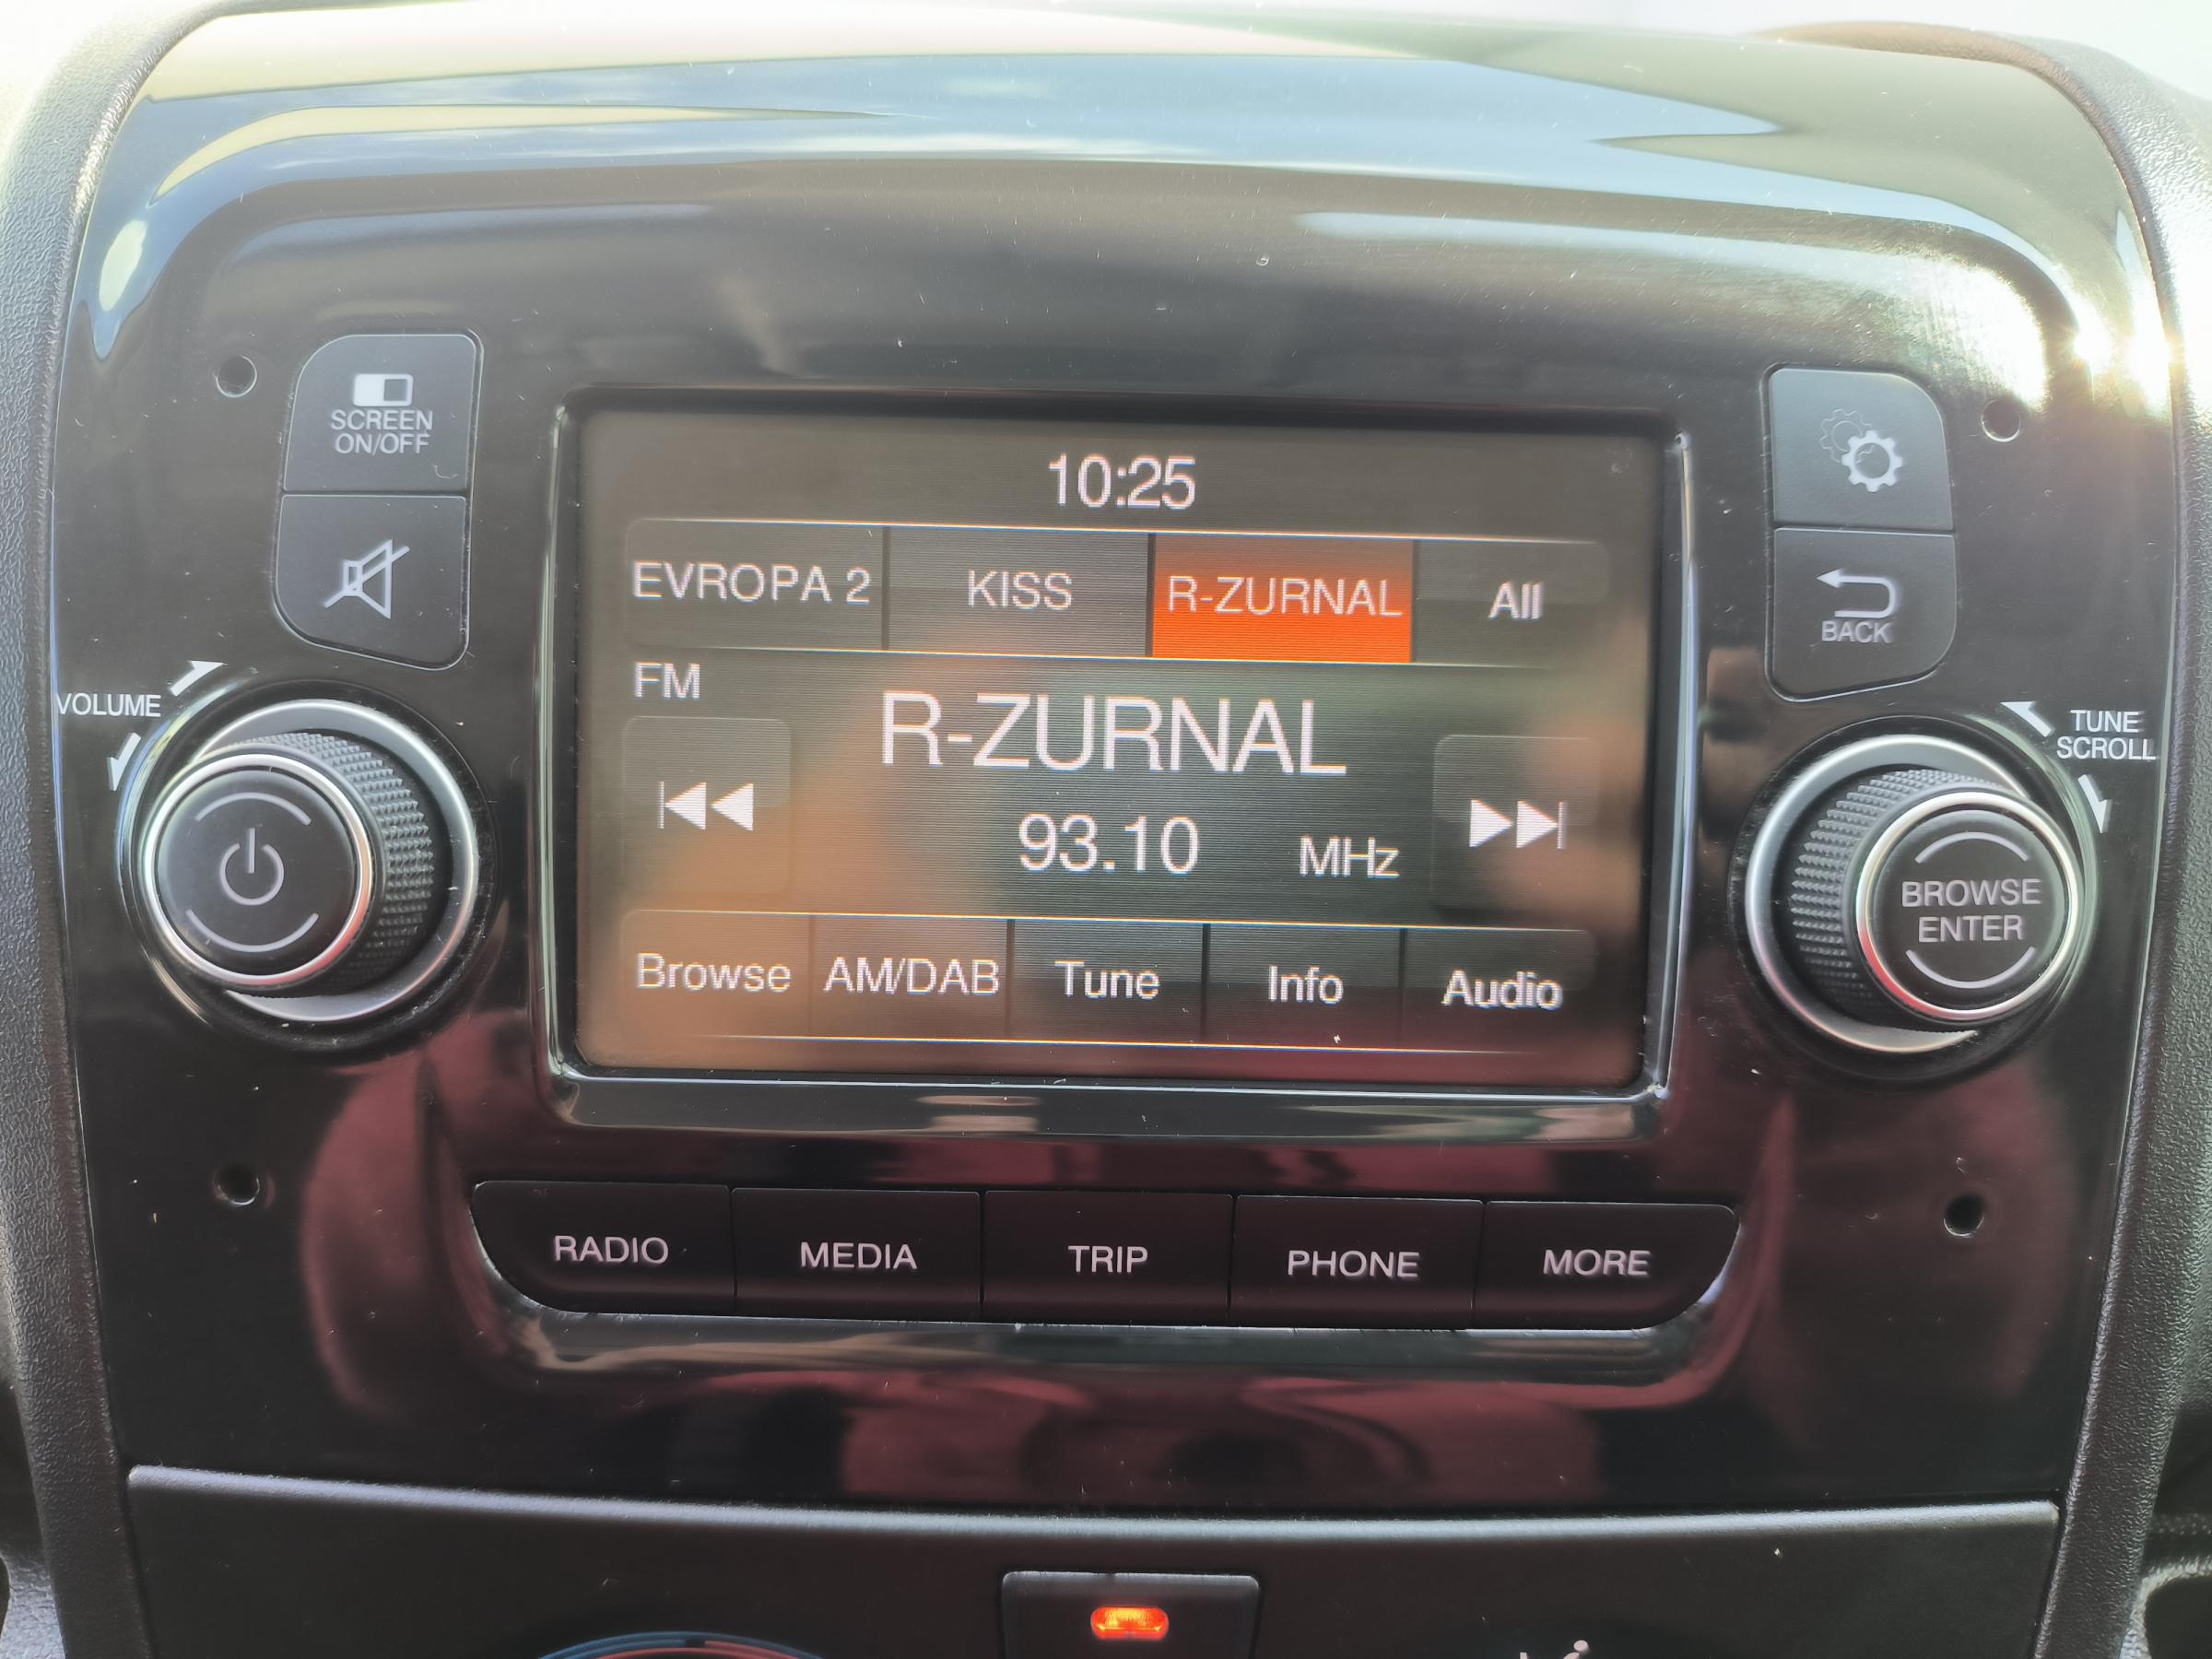 SCREEN
ON/OFF
10:25
EVROPA 2 KISS R-ZURNAL All
BACK
FM
R-ZURNAL
VOLUME
TUNE
SCROLL
93.10 MHz
BROWSE
ENTER
Browse AM/DAB Tune Info Audio
RADIO MEDIA TRIP PHONE MORE